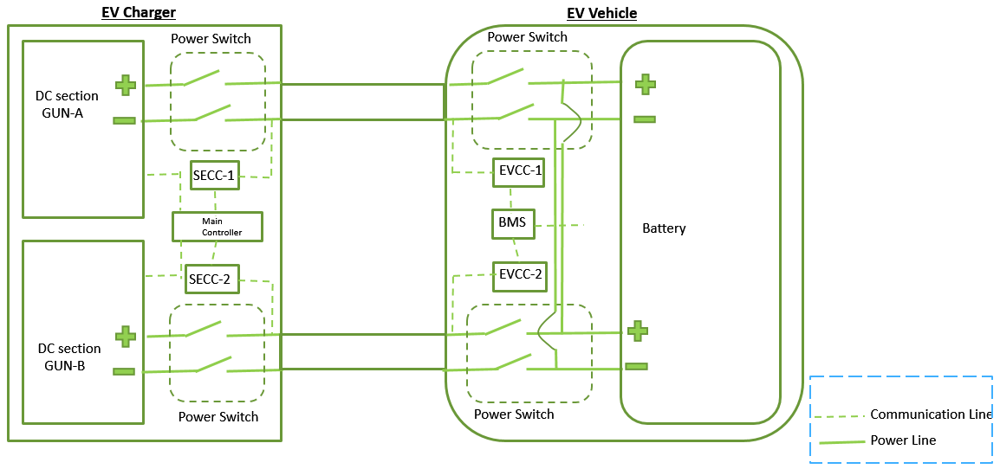 EV Charger
EV Vehicle
Power Switch
Power Switch
DC section
GUN-A
SECC-1
EVCC-1
Main
Controller
BMS
Battery
SECC-2
EVCC-2
DC section
GUN-B
Power Switch
Power Switch
Communication Line
Power Line